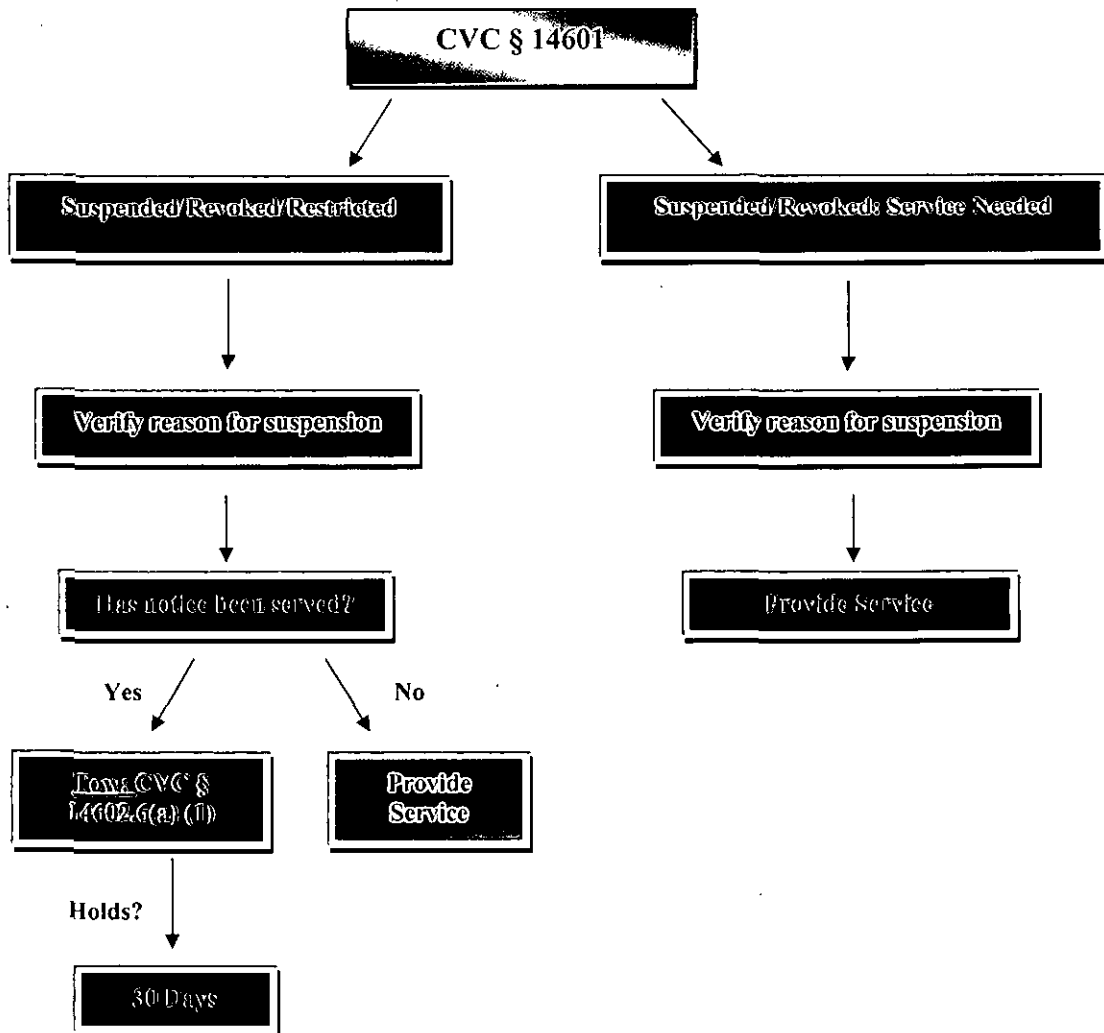 CVC § 14601
Suspended/Revoked/Restricted
Suspended/Revoked: Service Needed
Verify reason for suspension
Verify reason for suspension
Has notice been served?
Provide Service
Yes
No
Tow: CVC §
14602.6(a) (1)
Provide
Service
Holds?
30 Days